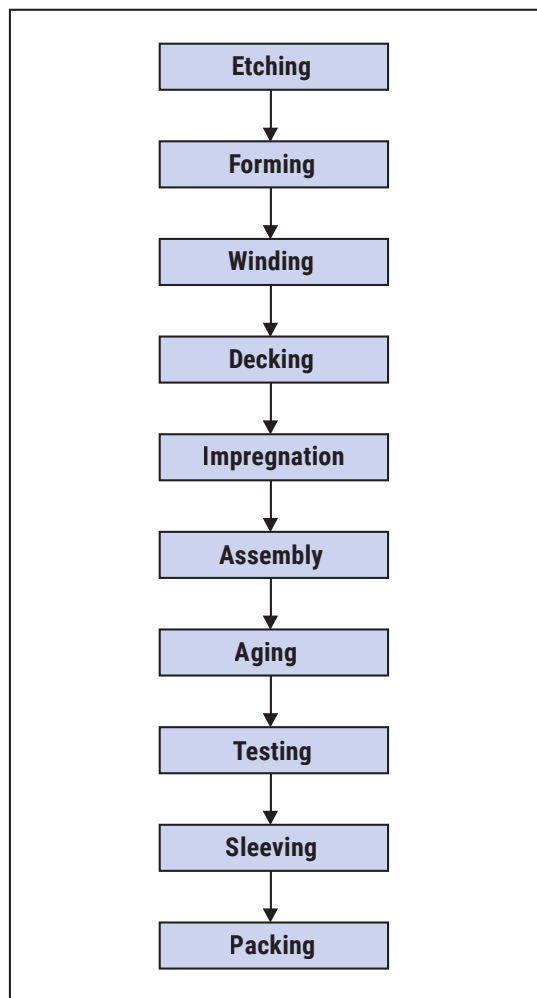 Etching
Forming
Winding
Decking
Impregnation
Assembly
Aging
Testing
Sleeving
Packing